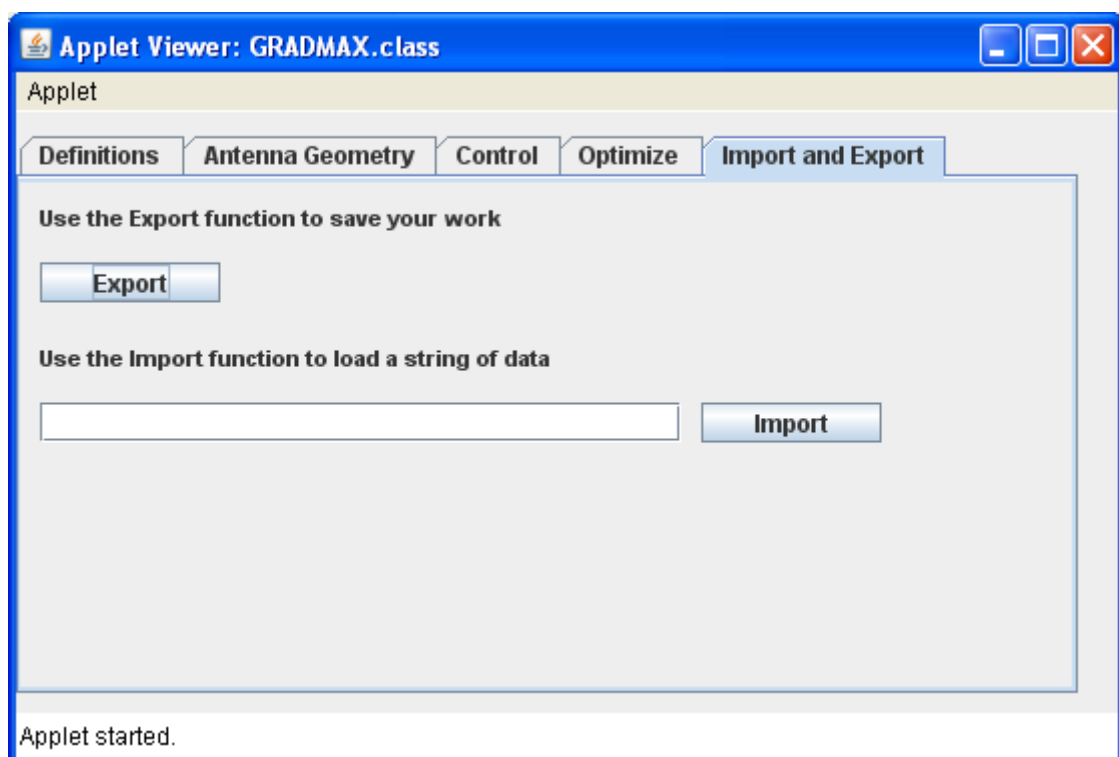 Applet Viewer: GRADMAX.class
Applet
Definitions Antenna Geometry Control Optimize Import and Export
Use the Export function to save your work
Export
Use the Import function to load a string of data
Import
Applet started.